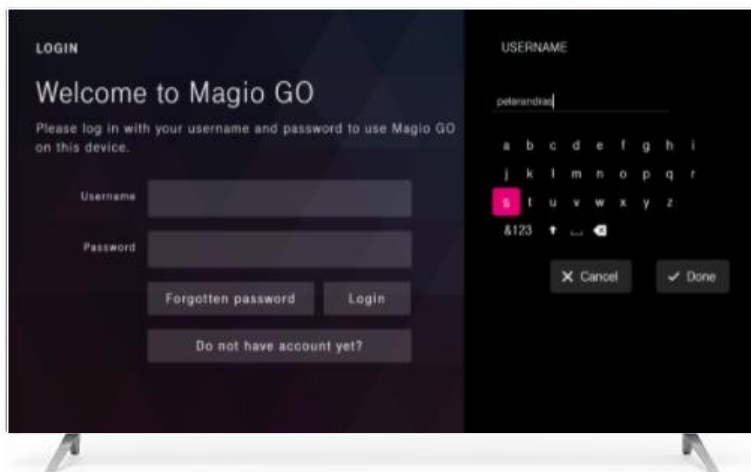 LOGIN
Welcome to Magio GO
Please log in with your username and password to use Magio GO
on this device.
Username
Password
Forgotten password Login
Do not have account yet?
USERNAME
peterandras
a b c d e f g h i
j k l m n o p q r
s t u v w x y z
&123
Cancel Done